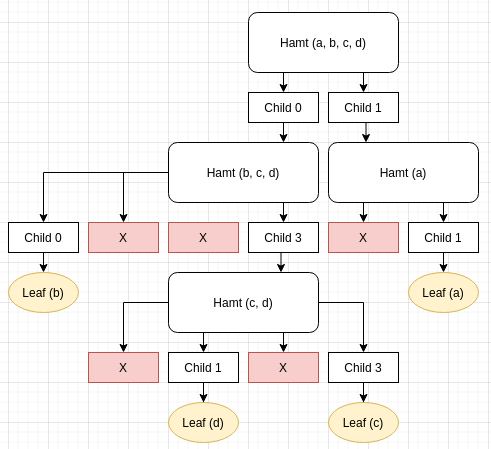 Hamt (a, b, c, d)
Child 0
Child 1
Hamt (b, c, d)
Hamt (a)
Child 0
X
X
Child 3
X
Child 1
Leaf (b)
Hamt (c, d)
Leaf (a)
X
Child 1
X
Child 3
Leaf (d)
Leaf (c)